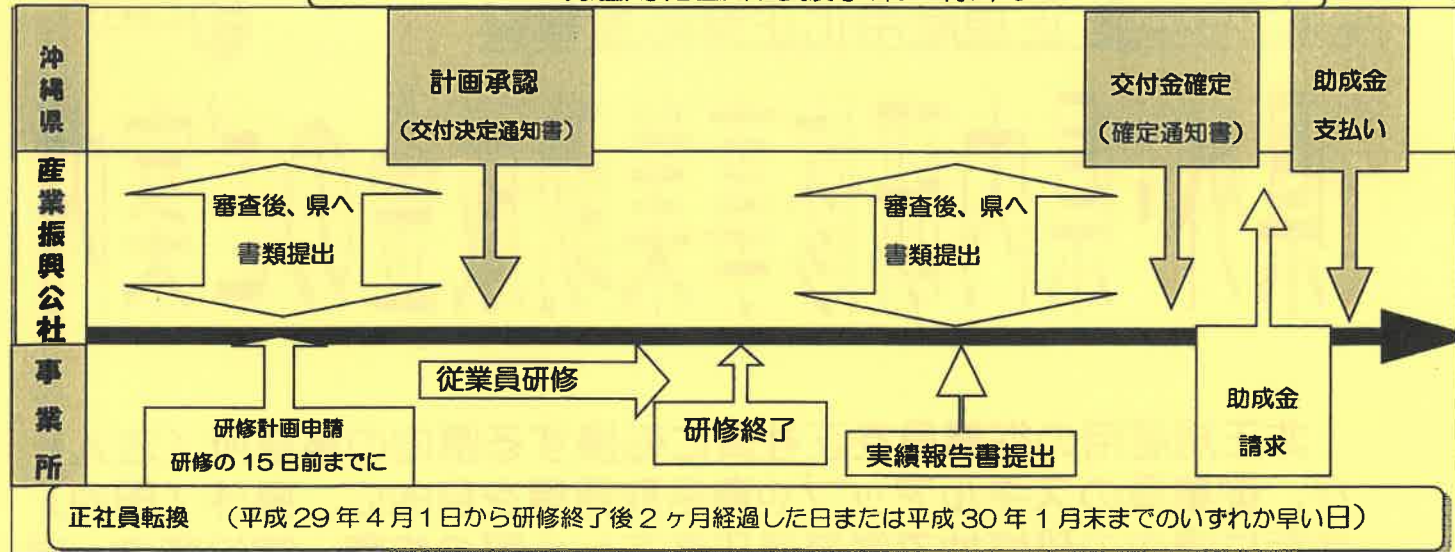 沖縄県
計画承認
（交付決定通知書）
交付金確定
（確定通知書）
助成金
支払い
産業振興公社
審査後、県へ
書類提出
審査後、県へ
書類提出
事業所
従業員研修
研修計画申請
研修の15日前までに
研修終了
実績報告書提出
助成金
請求
正社員転換　（平成29年4月1日から研修終了後2ヶ月経過した日または平成30年1月末までのいずれか早い日）